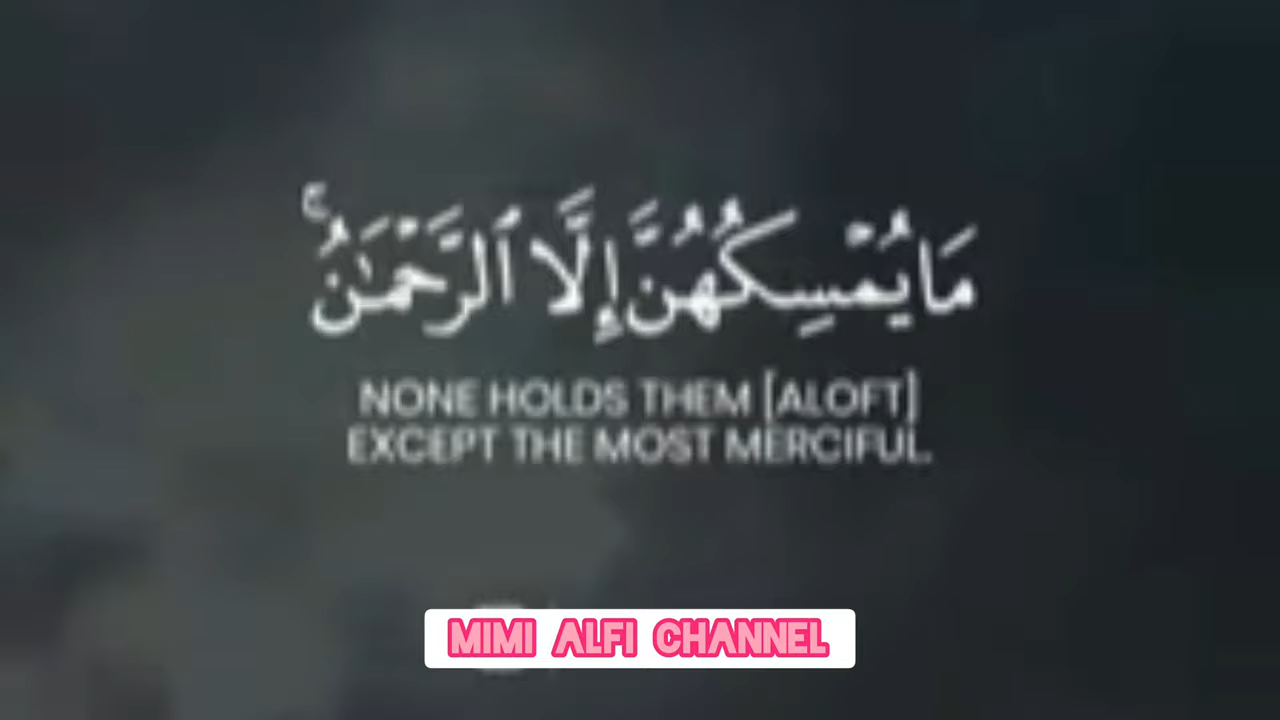 مَا يُمْسِكُهُنَّ إِلَّا ٱلرَّحْمَـٰنُ ۚ
NONE HOLDS THEM [ALOFT]
EXCEPT THE MOST MERCIFUL.
MIMI ALFI CHANNEL